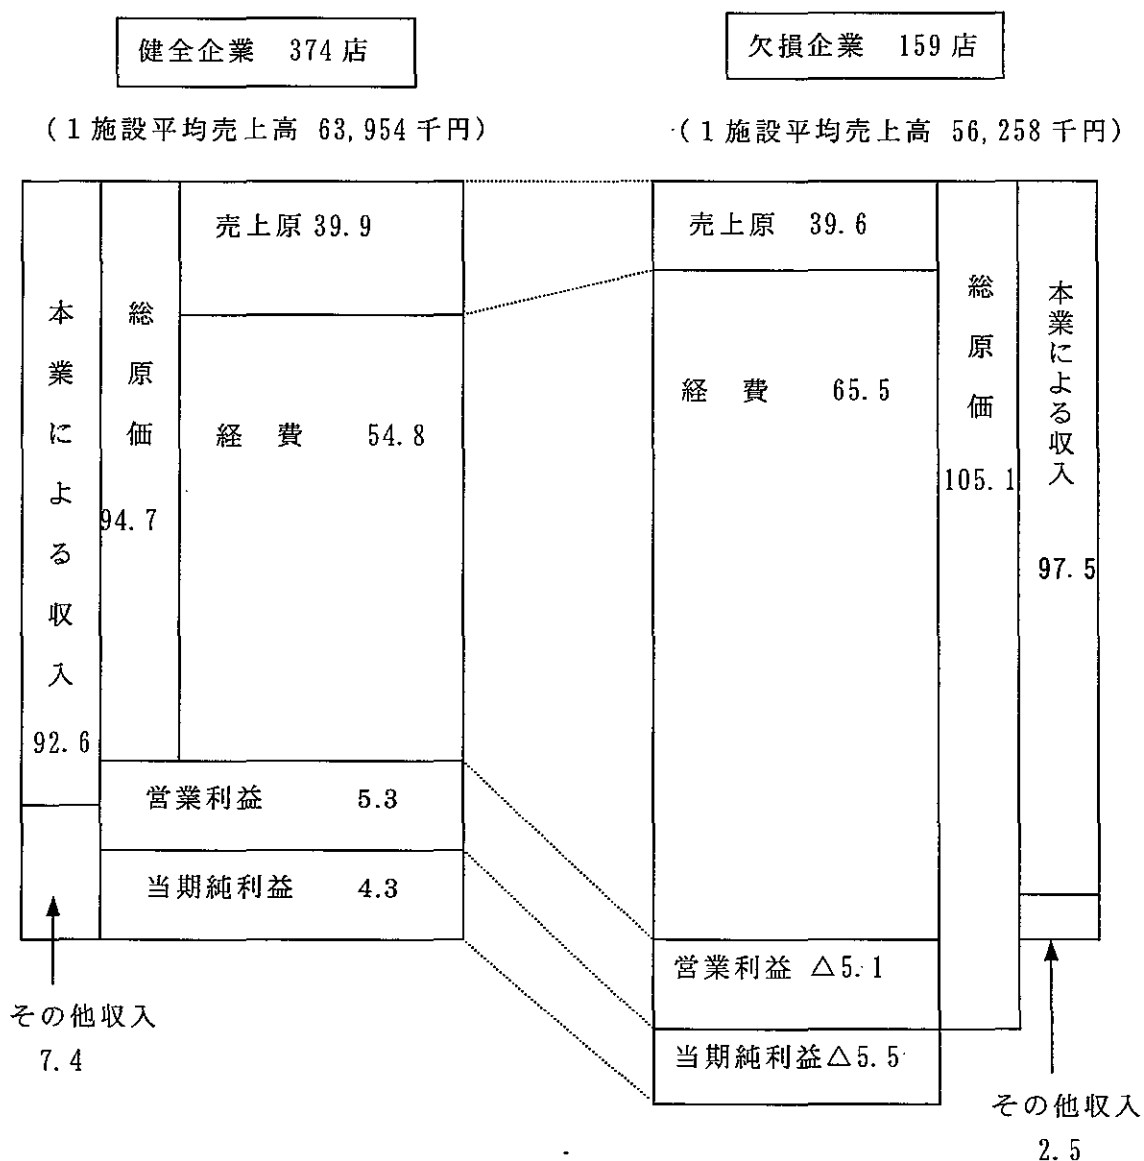 健全企業 374店
(1施設平均売上高 63,954千円)
売上原 39.9
本業による収入
92.6
総原価
94.7
経費 54.8
営業利益 5.3
当期純利益 4.3
その他収入
7.4
欠損企業 159店
(1施設平均売上高 56,258千円)
売上原 39.6
経費 65.5
総原価
105.1
本業による収入
97.5
営業利益 △5.1
当期純利益△5.5
その他収入
2.5